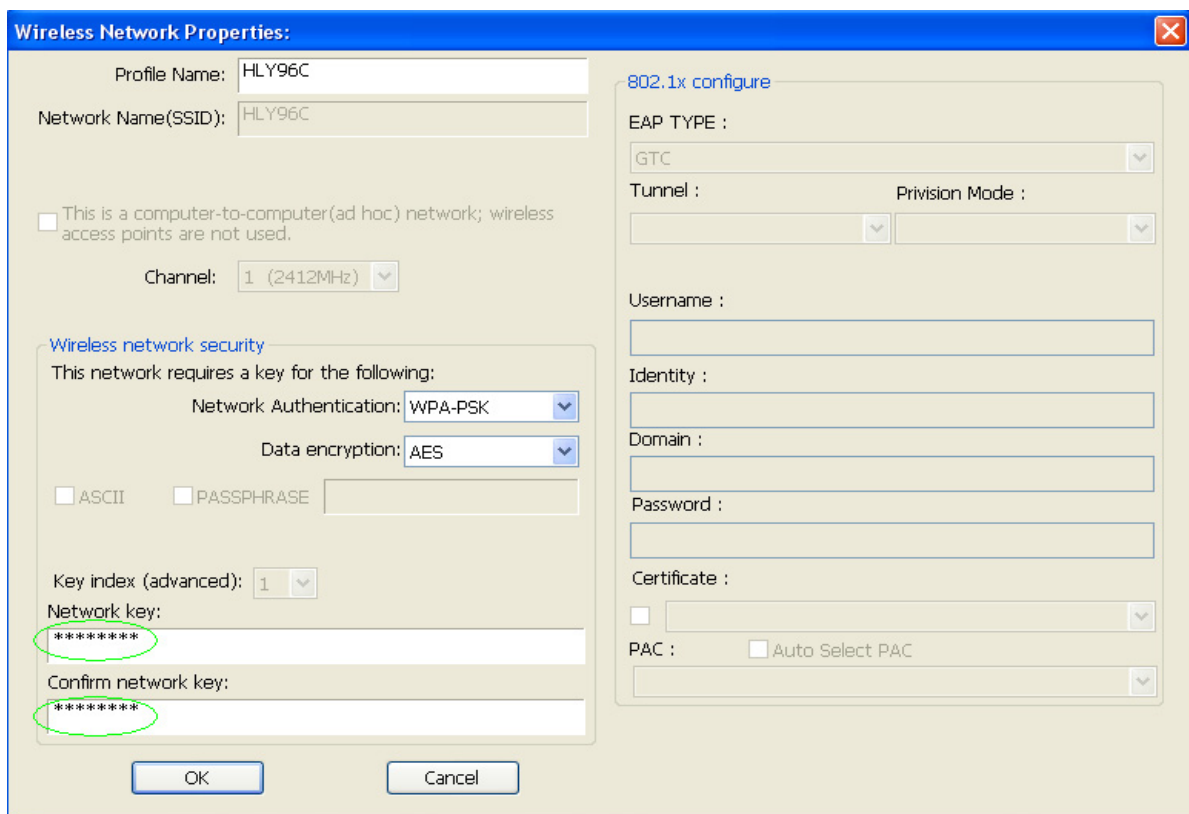 Wireless Network Properties:
Profile Name: HLY96C
Network Name(SSID): HLY96C
This is a computer-to-computer(ad hoc) network; wireless
access points are not used.
Channel: 1 (2412MHz)
Wireless network security
This network requires a key for the following:
Network Authentication: WPA-PSK
Data encryption: AES
ASCII PASSPHRASE
Key index (advanced): 1
Network key:
********
Confirm network key:
********
OK Cancel
802.1x configure
EAP TYPE :
GTC
Tunnel : Privision Mode :
Username :
Identity :
Domain :
Password :
Certificate :
PAC : Auto Select PAC